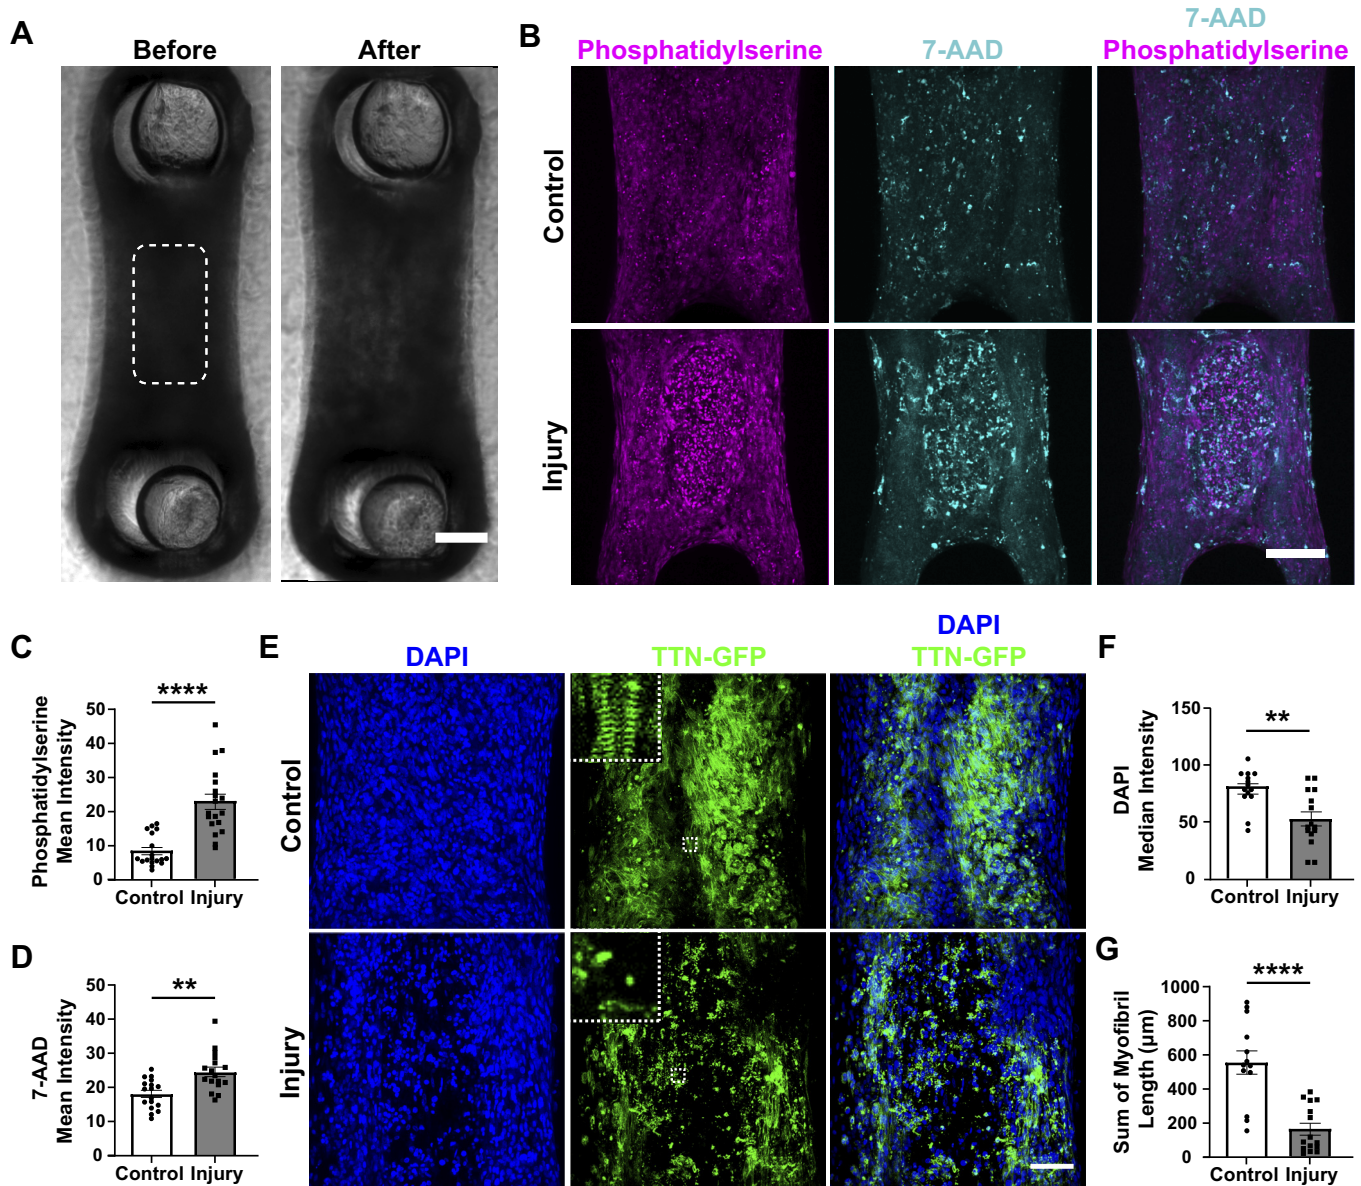 A
Before
After
B
Phosphatidylserine
7-AAD
7-AAD
Phosphatidylserine
Control
Injury
C
Phosphatidylserine
Mean Intensity
50
40
30
20
10
0
****
Control Injury
D
7-AAD
Mean Intensity
50
40
30
20
10
0
**
Control Injury
E
DAPI
TTN-GFP
DAPI
TTN-GFP
Control
Injury
F
DAPI
Median Intensity
150
100
50
0
**
Control Injury
G
Sum of Myofibril
Length (µm)
1000
800
600
400
200
0
****
Control Injury